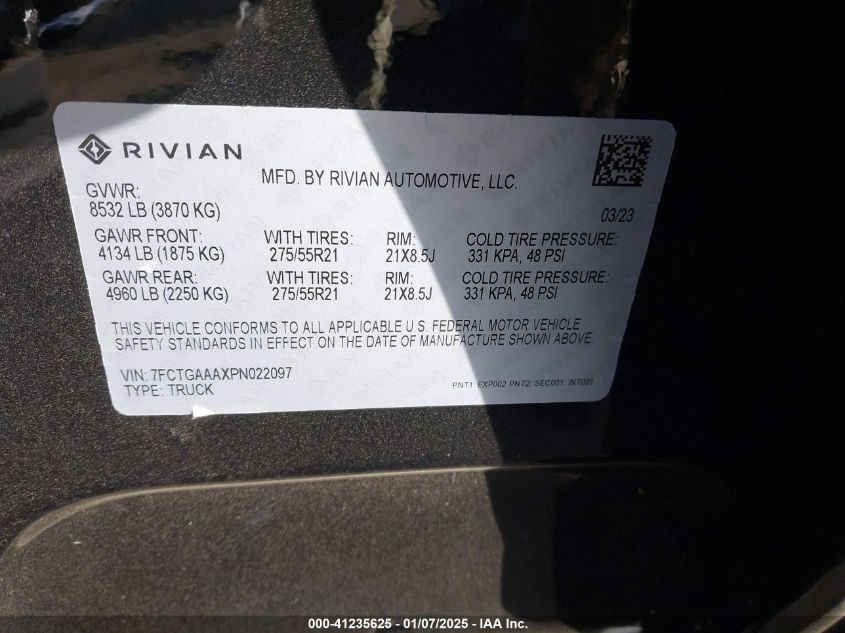 RIVIAN
MFD. BY RIVIAN AUTOMOTIVE, LLC.
GVWR:
8532 LB (3870 KG)
03/23
GAWR FRONT: WITH TIRES: RIM: COLD TIRE PRESSURE:
4134 LB (1875 KG) 275/55R21 21X8.5J 331 KPA, 48 PSI
GAWR REAR: WITH TIRES: RIM: COLD TIRE PRESSURE:
4960 LB (2250 KG) 275/55R21 21X8.5J 331 KPA, 48 PSI
THIS VEHICLE CONFORMS TO ALL APPLICABLE U.S. FEDERAL MOTOR VEHICLE
SAFETY STANDARDS IN EFFECT ON THE DATE OF MANUFACTURE SHOWN ABOVE.
VIN: 7FCTGAAAXPN022097
TYPE: TRUCK
PNT1: EXP002 PNT2: SEC001 INT001
000-41235625 - 01/07/2025 - IAA Inc.